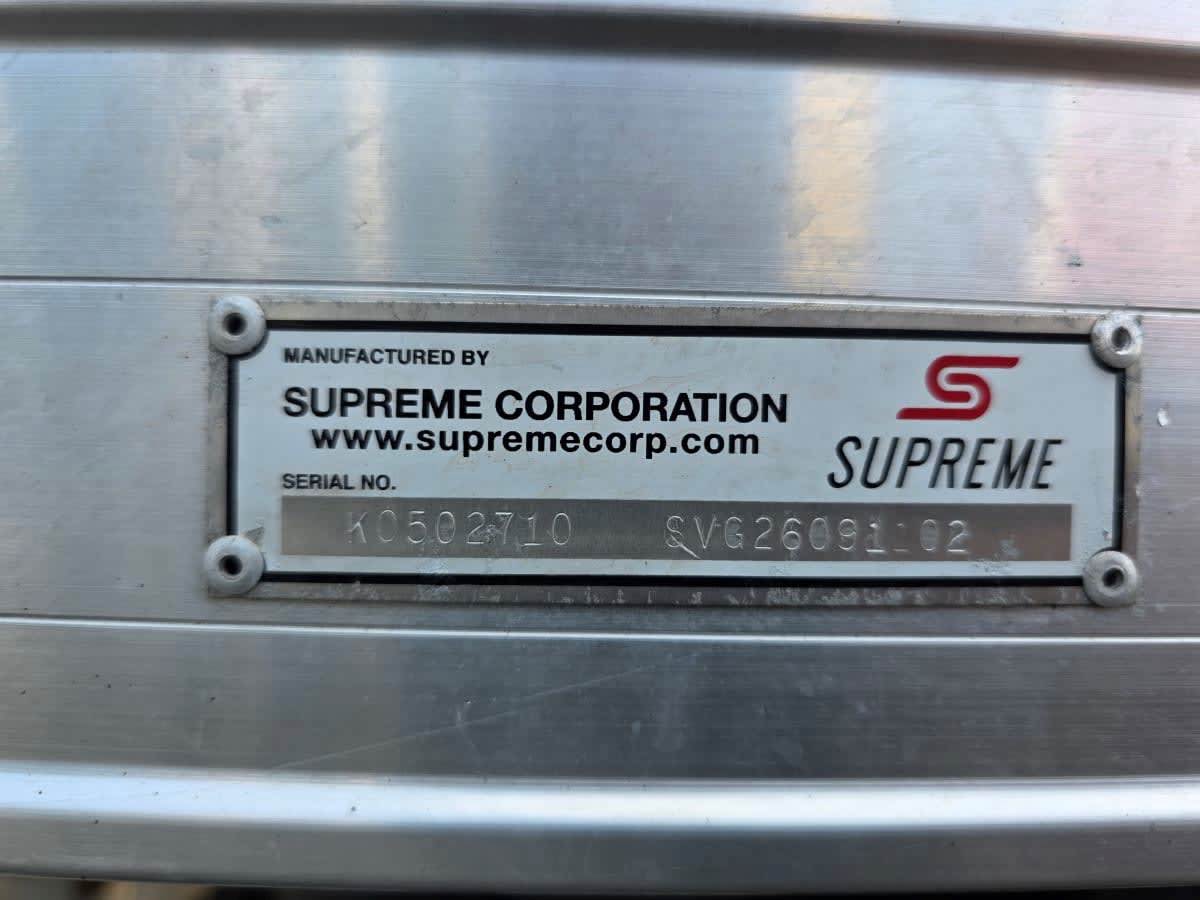 MANUFACTURED BY
SUPREME CORPORATION
www.supremecorp.com
SUPREME
SERIAL NO.
K0502710 SVG26091102